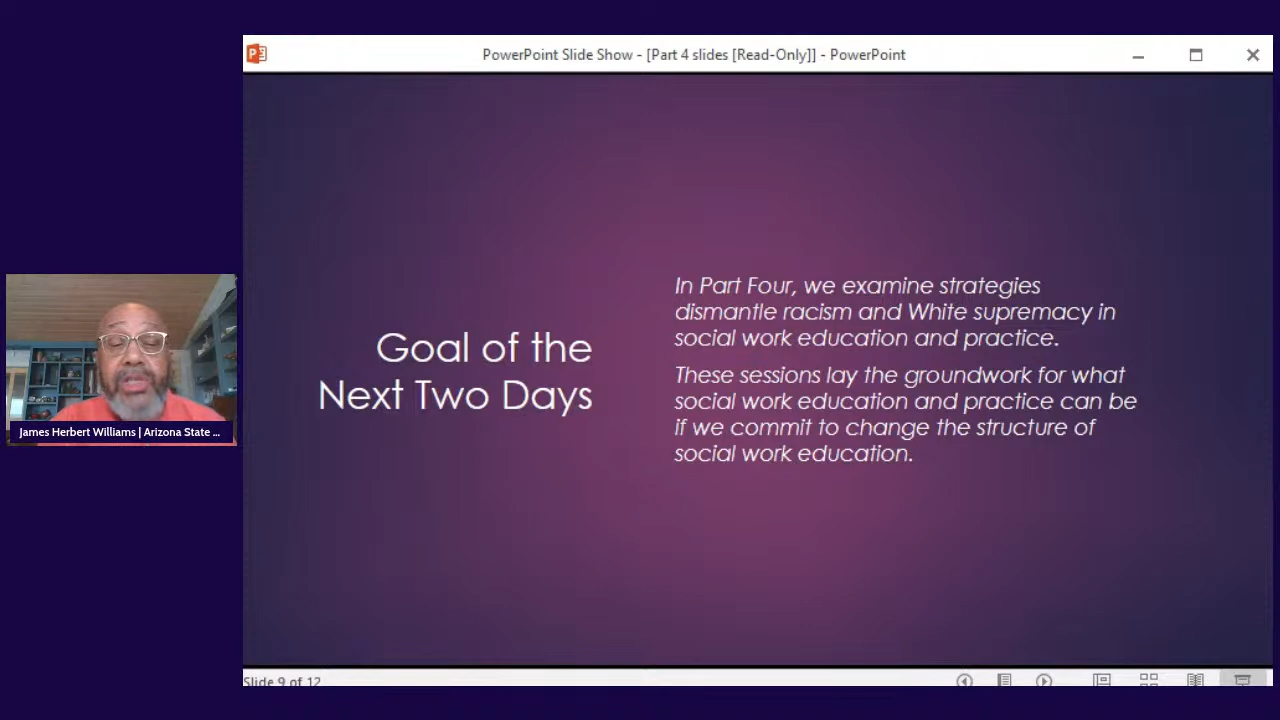 PowerPoint Slide Show - [Part 4 slides [Read-Only]] - PowerPoint
Goal of the
Next Two Days
In Part Four, we examine strategies
dismantle racism and White supremacy in
social work education and practice.
These sessions lay the groundwork for what
social work education and practice can be
if we commit to change the structure of
social work education.
James Herbert Williams | Arizona State ...
Slide 9 of 12